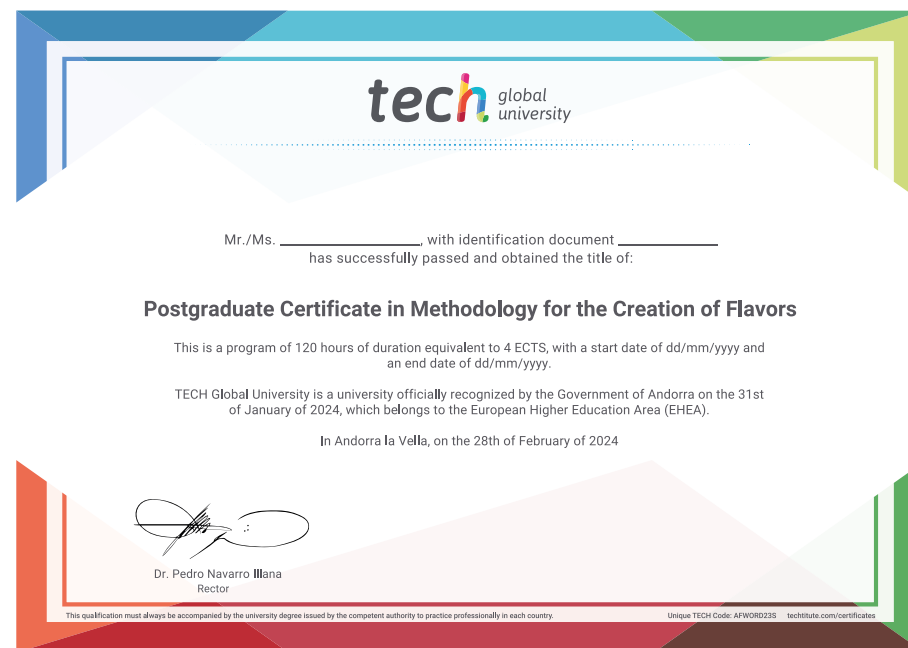 tech global university
Mr./Ms. ____________, with identification document ____________
has successfully passed and obtained the title of:
Postgraduate Certificate in Methodology for the Creation of Flavors
This is a program of 120 hours of duration equivalent to 4 ECTS, with a start date of dd/mm/yyyy and
an end date of dd/mm/yyyy.
TECH Global University is a university officially recognized by the Government of Andorra on the 31st
of January of 2024, which belongs to the European Higher Education Area (EHEA).
In Andorra la Vella, on the 28th of February of 2024
Dr. Pedro Navarro Illana
Rector
This qualification must always be accompanied by the university degree issued by the competent authority to practice professionally in each country. Unique TECH Code: AFWORD23S techtitute.com/certificates